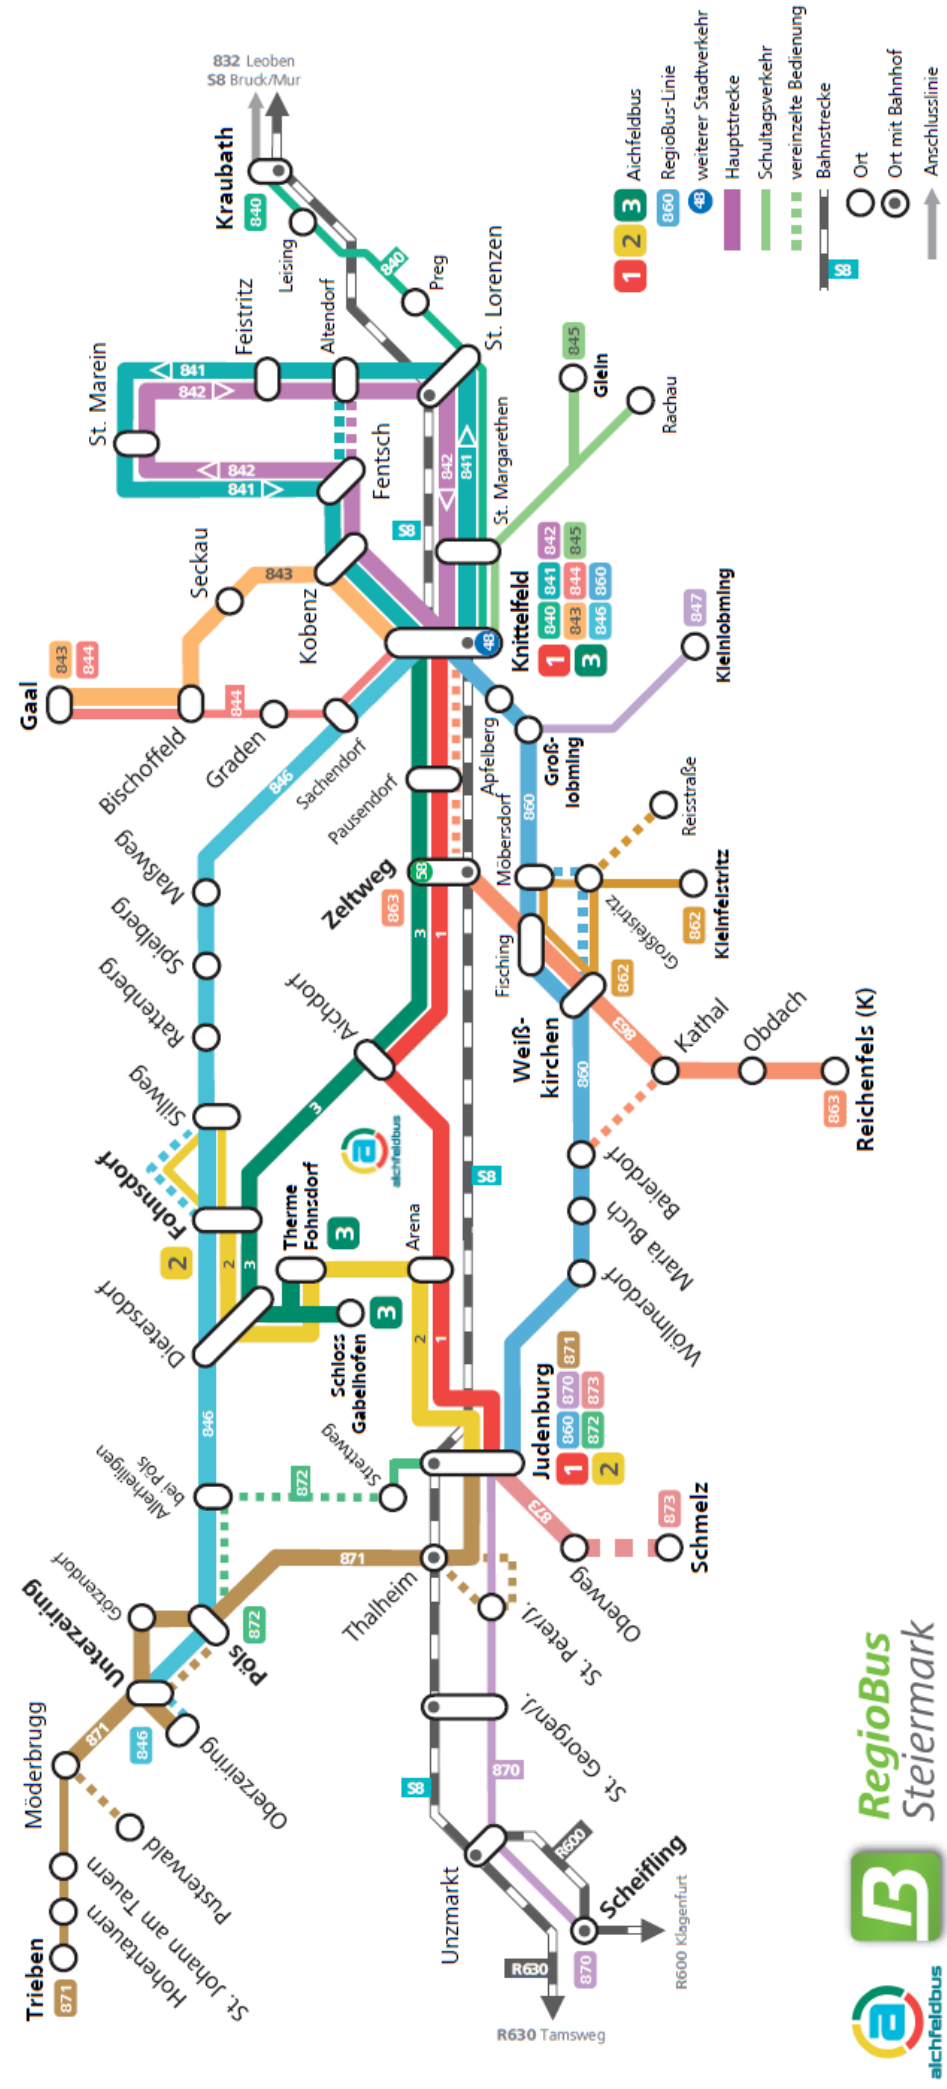 832 Leoben
S8 Bruck/Mur
Kraubath
840
Leising
840
Preg
St. Lorenzen
St. Marein
Feistritz
Altendorf
841
842
842
841
Fentsch
842
841
S8
St. Margarethen
845
Glein
Rachau
Gaal
843
844
Seckau
843
Kobenz
844
Bischoffeld
Graden
Sachendorf
846
48
Knittelfeld
1
840
841
842
3
843
844
845
846
860
847
Kleinlobming
Apfelberg
Groß-
lobming
860
Pausendorf
Zeltweg
58
863
3
1
Möbersdorf
Fisching
Großfeistritz
Reisstraße
862
Kleinfeistritz
862
Weiß-
kirchen
863
Kathal
Obdach
863
Reichenfels (K)
860
Baierdorf
Maria Buch
Wöllmerdorf
Maßweg
Spielberg
Rattenberg
Sillweg
Aichdorf
3
aichfeldbus
S8
Fohnsdorf
2
2
3
Therme
Fohnsdorf
3
Arena
Dietersdorf
Schloss
Gabelhofen
3
2
1
846
Allerheiligen
bei Pöls
872
Strettweg
Judenburg
1
860
870
871
2
872
873
873
Oberweg
873
Schmelz
Götzendorf
Unterzeiring
Pöls
872
871
Thalheim
St. Peter/J.
St. Georgen/J.
870
S8
Möderbrugg
871
846
Oberzeiring
Pusterwald
St. Johann am Tauern
Hohentauern
Trieben
871
Unzmarkt
R600
Scheifling
870
R630
R630 Tamsweg
R600 Klagenfurt
1
2
3
Aichfeldbus
860
RegioBus-Linie
48
weiterer Stadtverkehr
Hauptstrecke
Schultagsverkehr
vereinzelte Bedienung
S8
Bahnstrecke
Ort
Ort mit Bahnhof
Anschlusslinie
aichfeldbus
B
RegioBus
Steiermark